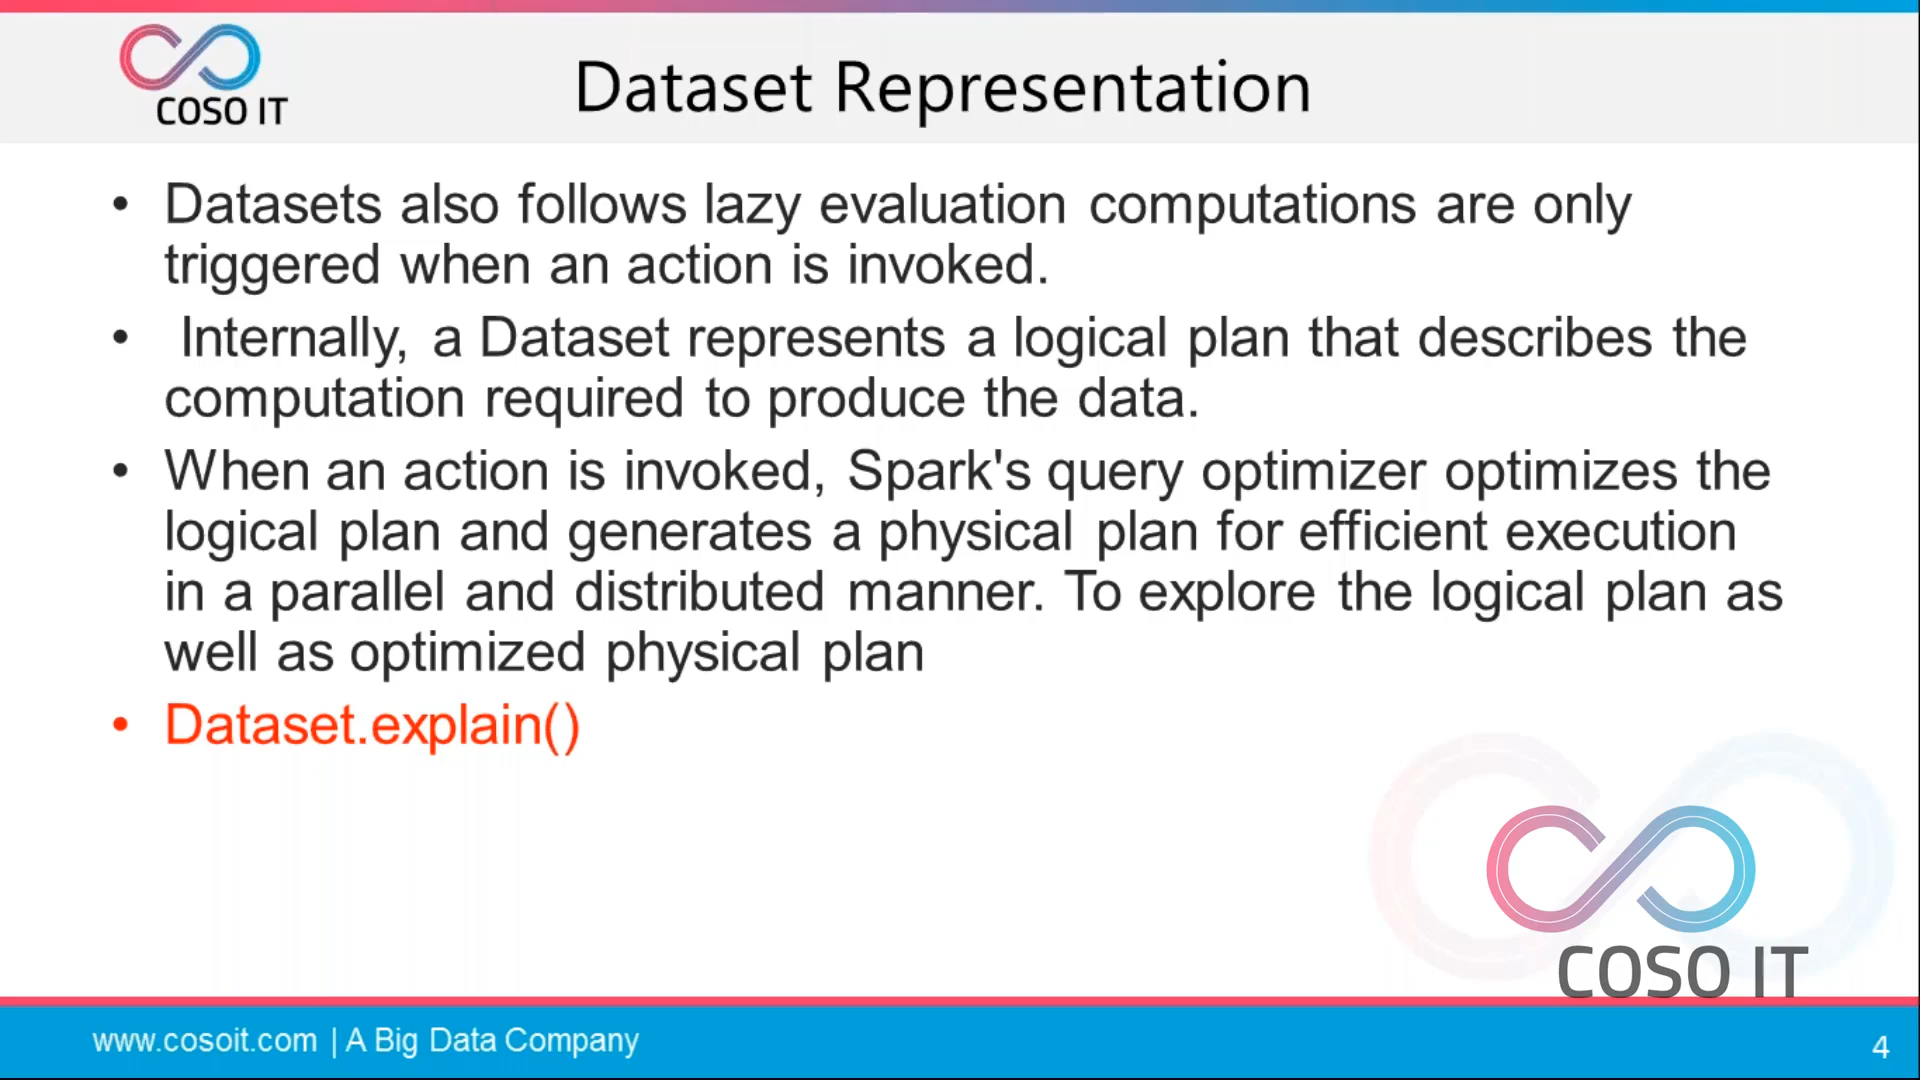 COSO IT
Dataset Representation
• Datasets also follows lazy evaluation computations are only
triggered when an action is invoked.
• Internally, a Dataset represents a logical plan that describes the
computation required to produce the data.
• When an action is invoked, Spark's query optimizer optimizes the
logical plan and generates a physical plan for efficient execution
in a parallel and distributed manner. To explore the logical plan as
well as optimized physical plan
• Dataset.explain()
COSO IT
www.cosoit.com | A Big Data Company
4